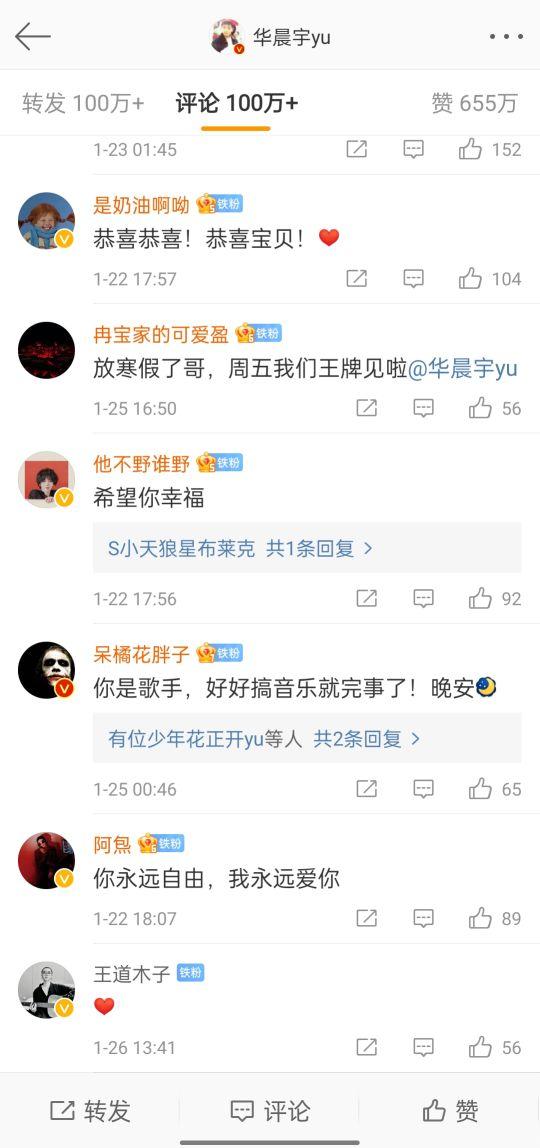 华晨宇yu
转发 100万+ 评论 100万+ 赞 655万
1-23 01:45 152
是奶油啊呦 铁粉
恭喜恭喜！恭喜宝贝！❤️
1-22 17:57 104
冉宝家的可爱盈 铁粉
放寒假了哥，周五我们王牌见啦@华晨宇yu
1-25 16:50 56
他不野谁野 铁粉
希望你幸福
S小天狼星布莱克 共1条回复 >
1-22 17:56 92
呆橘花胖子 铁粉
你是歌手，好好搞音乐就完事了！晚安
有位少年花正开yu等人 共2条回复 >
1-25 00:46 65
阿炰 铁粉
你永远自由，我永远爱你
1-22 18:07 89
王道木子 铁粉
❤️
1-26 13:41 56
转发 评论 赞